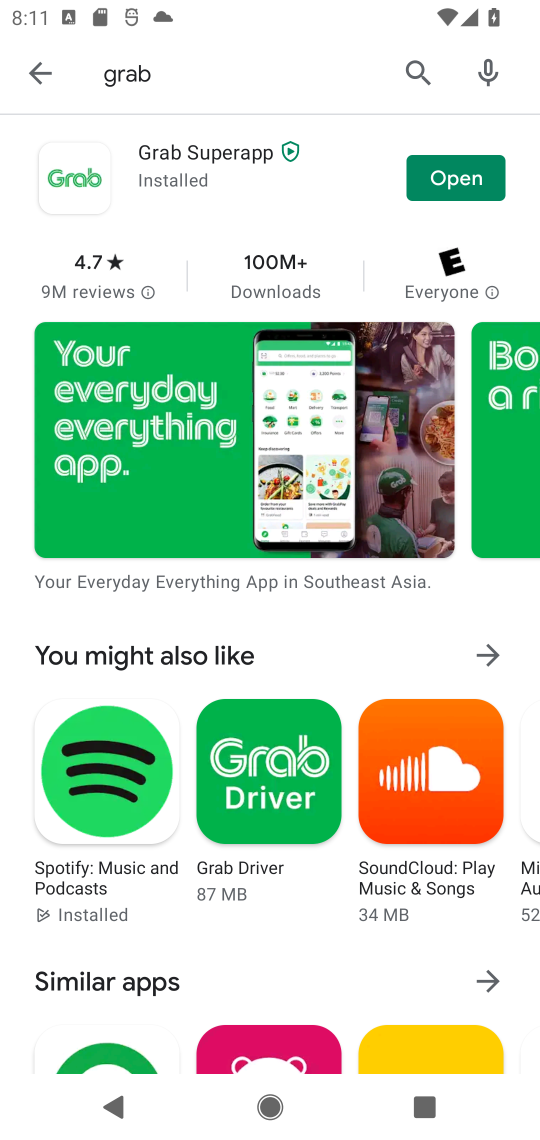 8:11
grab
Grab Superapp
Installed
Open
Grab
4.7★
9M reviews
100M+
Downloads
E
Everyone
Your
everyday
everything
app.
Bo
a r
Your Everyday Everything App in Southeast Asia.
You might also like
Grab
Driver
Spotify: Music and
Podcasts
Installed
Grab Driver
87 MB
SoundCloud: Play
Music & Songs
34 MB
Mi
Au
52
Similar apps